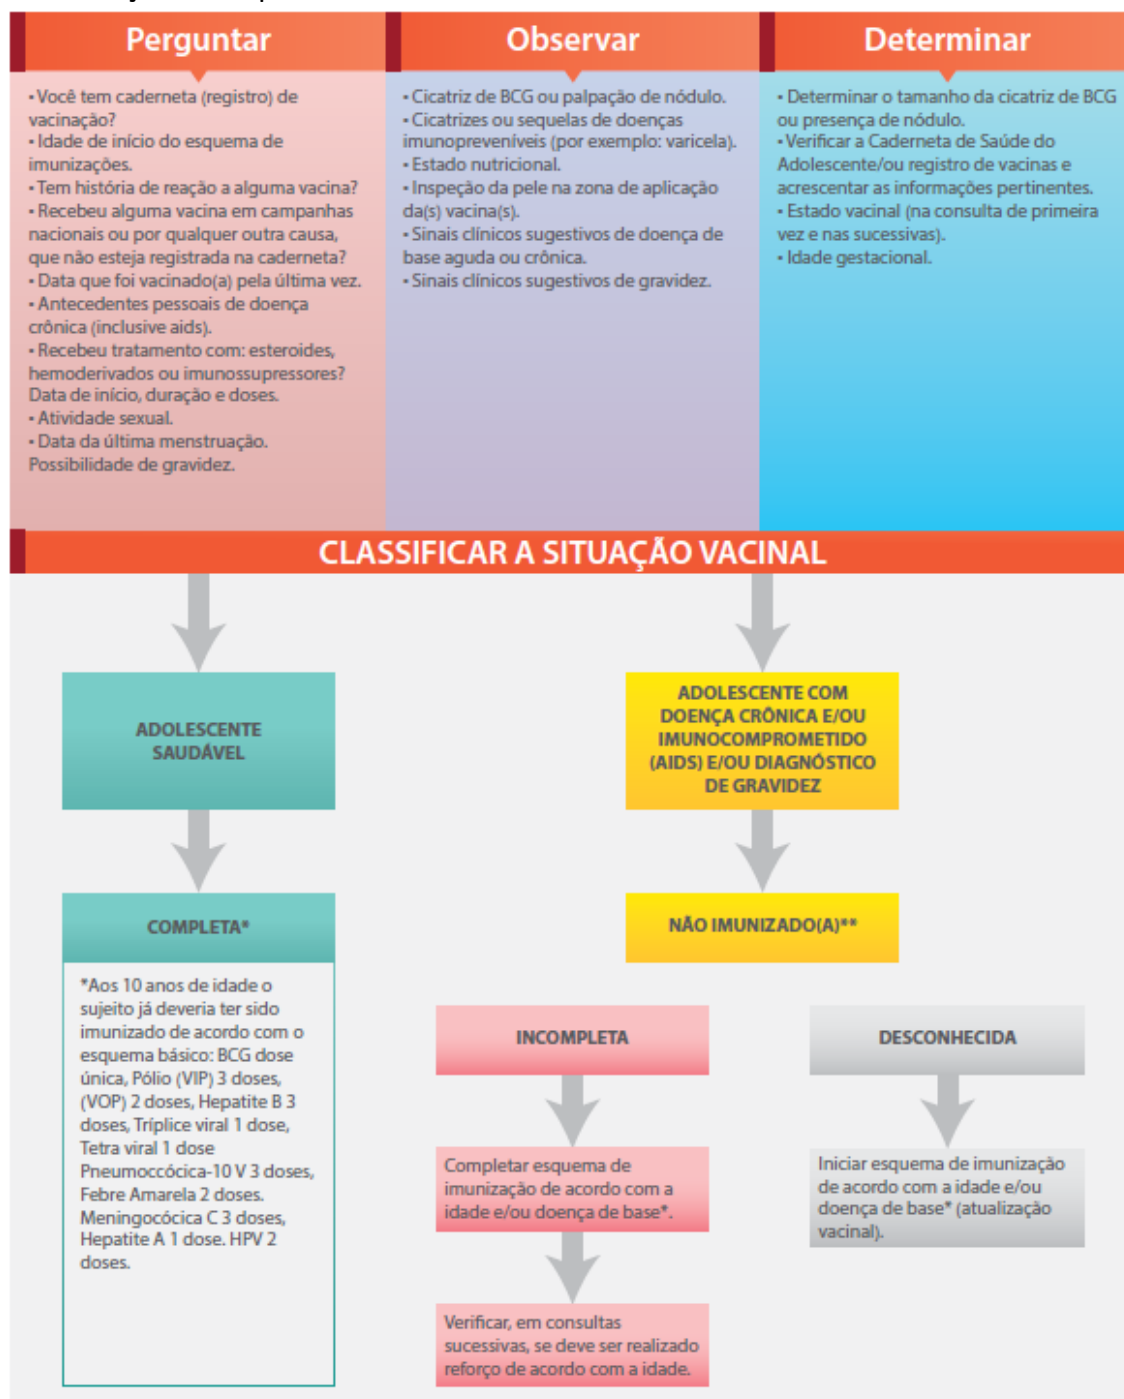 Perguntar
• Você tem caderneta (registro) de
vacinação?
• Idade de início do esquema de
imunizações.
• Tem história de reação a alguma vacina?
• Recebeu alguma vacina em campanhas
nacionais ou por qualquer outra causa,
que não esteja registrada na caderneta?
• Data que foi vacinado(a) pela última vez.
• Antecedentes pessoais de doença
crônica (inclusive aids).
• Recebeu tratamento com: esteroides,
hemoderivados ou imunossupressores?
Data de início, duração e doses.
• Atividade sexual.
• Data da última menstruação.
Possibilidade de gravidez.
Observar
• Cicatriz de BCG ou palpação de nódulo.
• Cicatrizes ou sequelas de doenças
imunopreveníveis (por exemplo: varicela).
• Estado nutricional.
• Inspeção da pele na zona de aplicação
da(s) vacina(s).
• Sinais clínicos sugestivos de doença de
base aguda ou crônica.
• Sinais clínicos sugestivos de gravidez.
Determinar
• Determinar o tamanho da cicatriz de BCG
ou presença de nódulo.
• Verificar a Caderneta de Saúde do
Adolescente/ou registro de vacinas e
acrescentar as informações pertinentes.
• Estado vacinal (na consulta de primeira
vez e nas sucessivas).
• Idade gestacional.
CLASSIFICAR A SITUAÇÃO VACINAL
ADOLESCENTE
SAUDÁVEL
COMPLETA*
*Aos 10 anos de idade o
sujeito já deveria ter sido
imunizado de acordo com o
esquema básico: BCG dose
única, Pólio (VIP) 3 doses,
(VOP) 2 doses, Hepatite B 3
doses, Tríplice viral 1 dose,
Tetra viral 1 dose
Pneumoccócica-10 V 3 doses,
Febre Amarela 2 doses.
Meningocócica C 3 doses,
Hepatite A 1 dose. HPV 2
doses.
ADOLESCENTE COM
DOENÇA CRÔNICA E/OU
IMUNOCOMPROMETIDO
(AIDS) E/OU DIAGNÓSTICO
DE GRAVIDEZ
NÃO IMUNIZADO(A)**
INCOMPLETA
Completar esquema de
imunização de acordo com a
idade e/ou doença de base*.
Verificar, em consultas
sucessivas, se deve ser realizado
reforço de acordo com a idade.
DESCONHECIDA
Iniciar esquema de imunização
de acordo com a idade e/ou
doença de base* (atualização
vacinal).